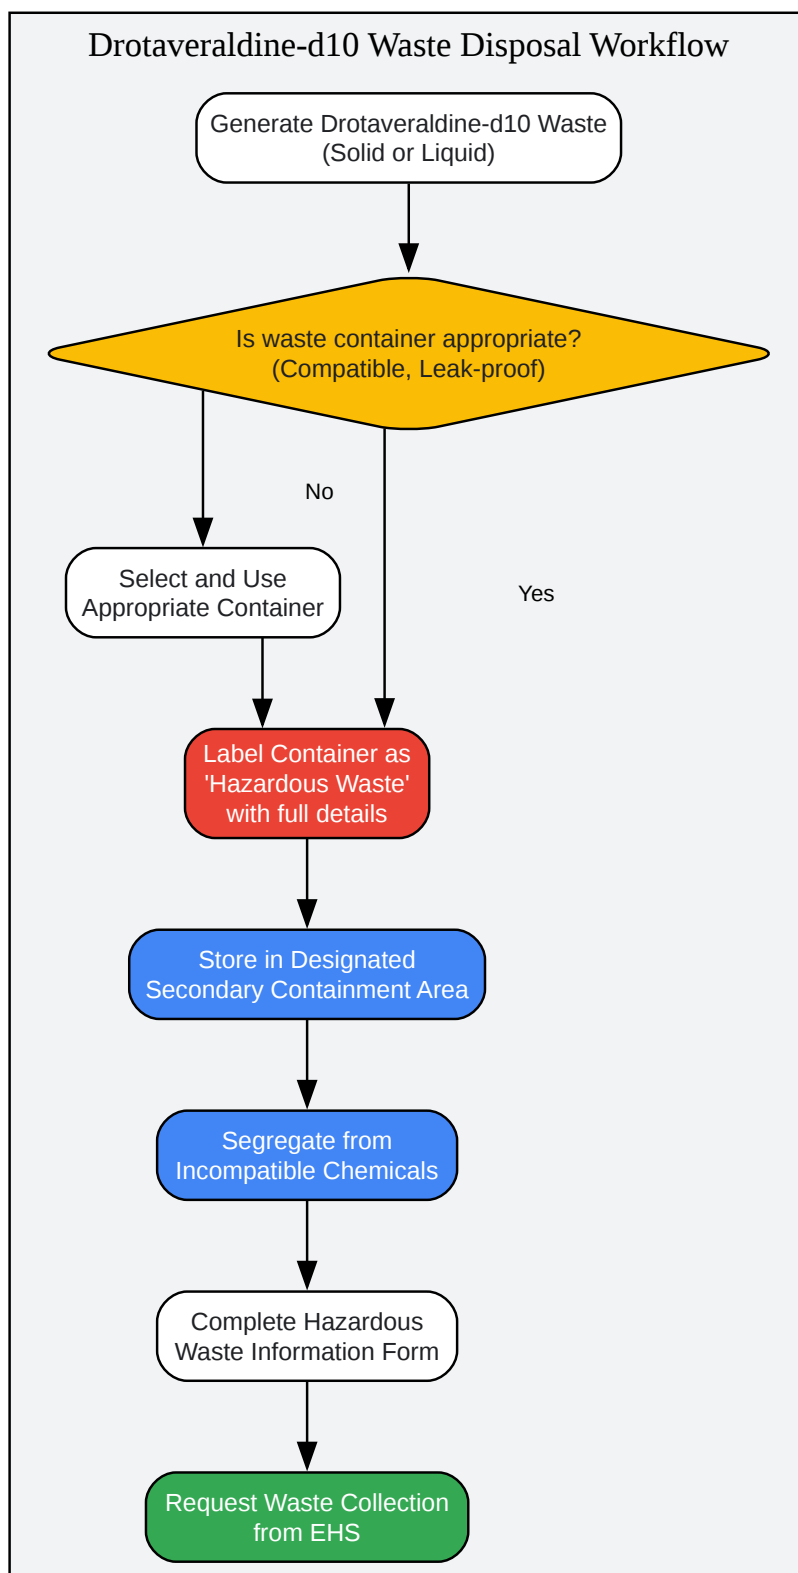 Drotaveraldine-d10 Waste Disposal Workflow
Generate Drotaveraldine-d10 Waste
(Solid or Liquid)
Is waste container appropriate?
(Compatible, Leak-proof)
No
Select and Use
Appropriate Container
Yes
Label Container as
'Hazardous Waste'
with full details
Store in Designated
Secondary Containment Area
Segregate from
Incompatible Chemicals
Complete Hazardous
Waste Information Form
Request Waste Collection
from EHS